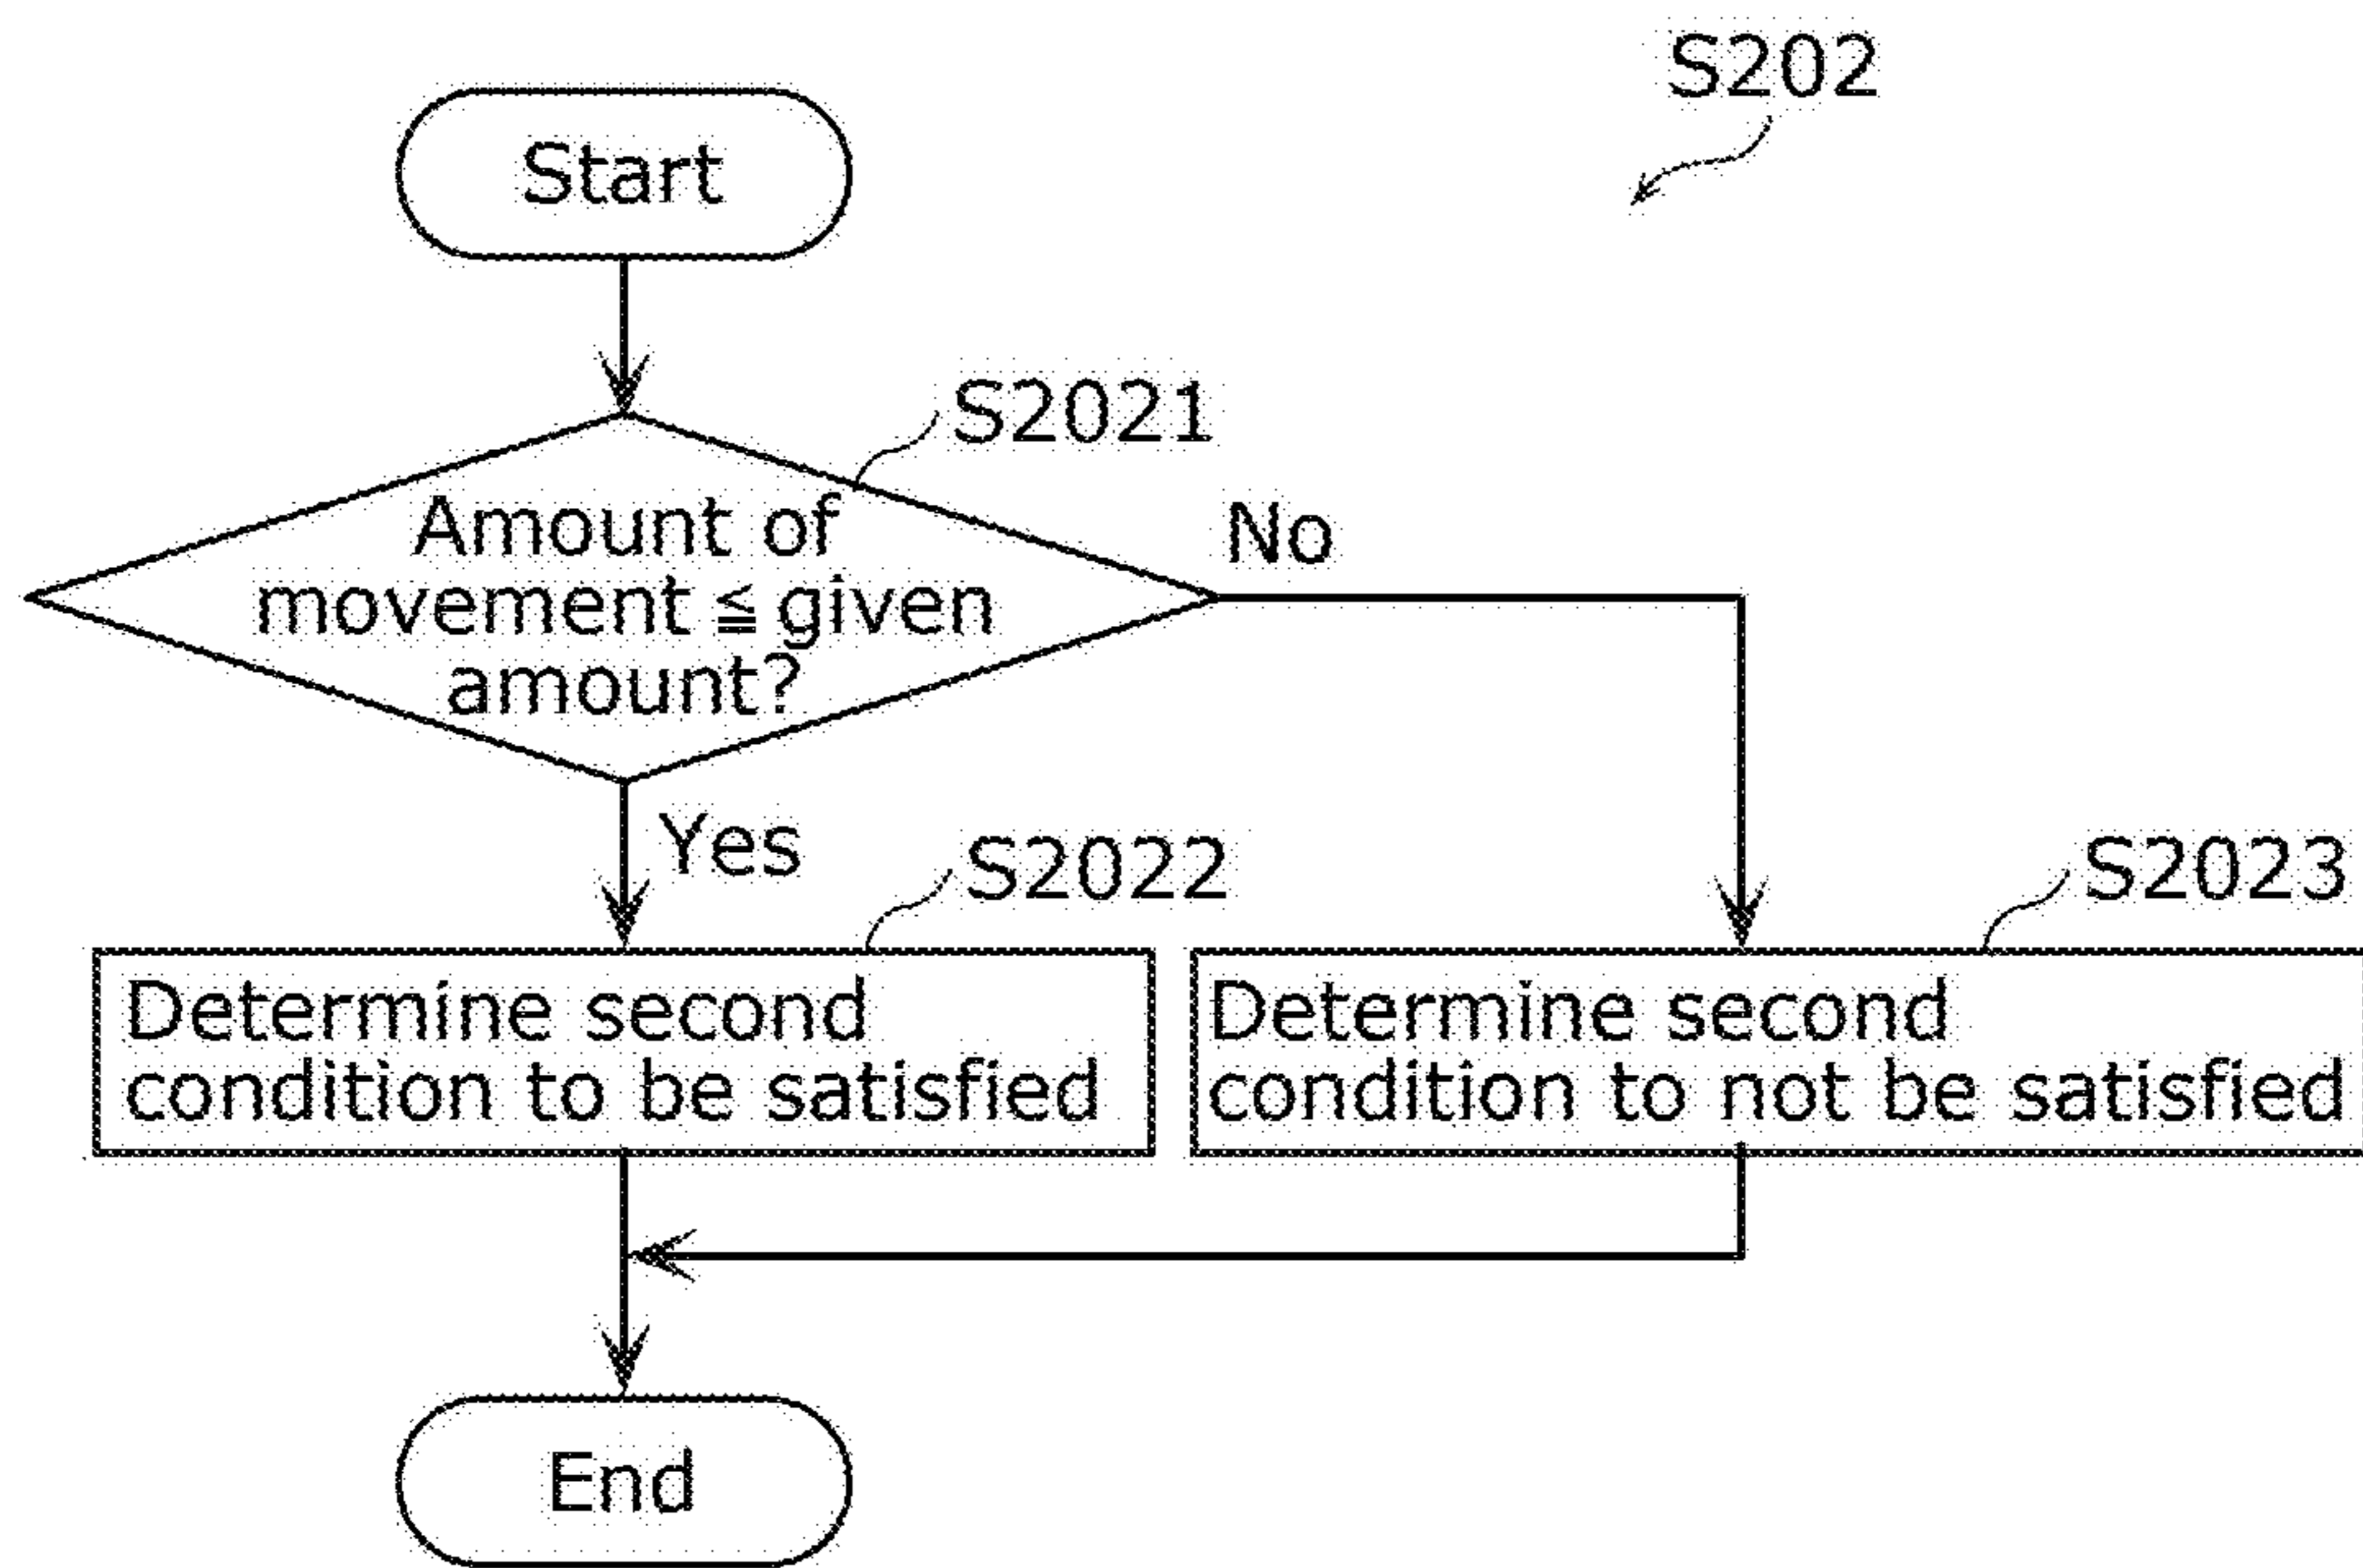 S202
Start
S2021
Amount of
movement ≦ given
amount?
No
Yes
S2022
S2023
Determine second
condition to be satisfied
Determine second
condition to not be satisfied
End